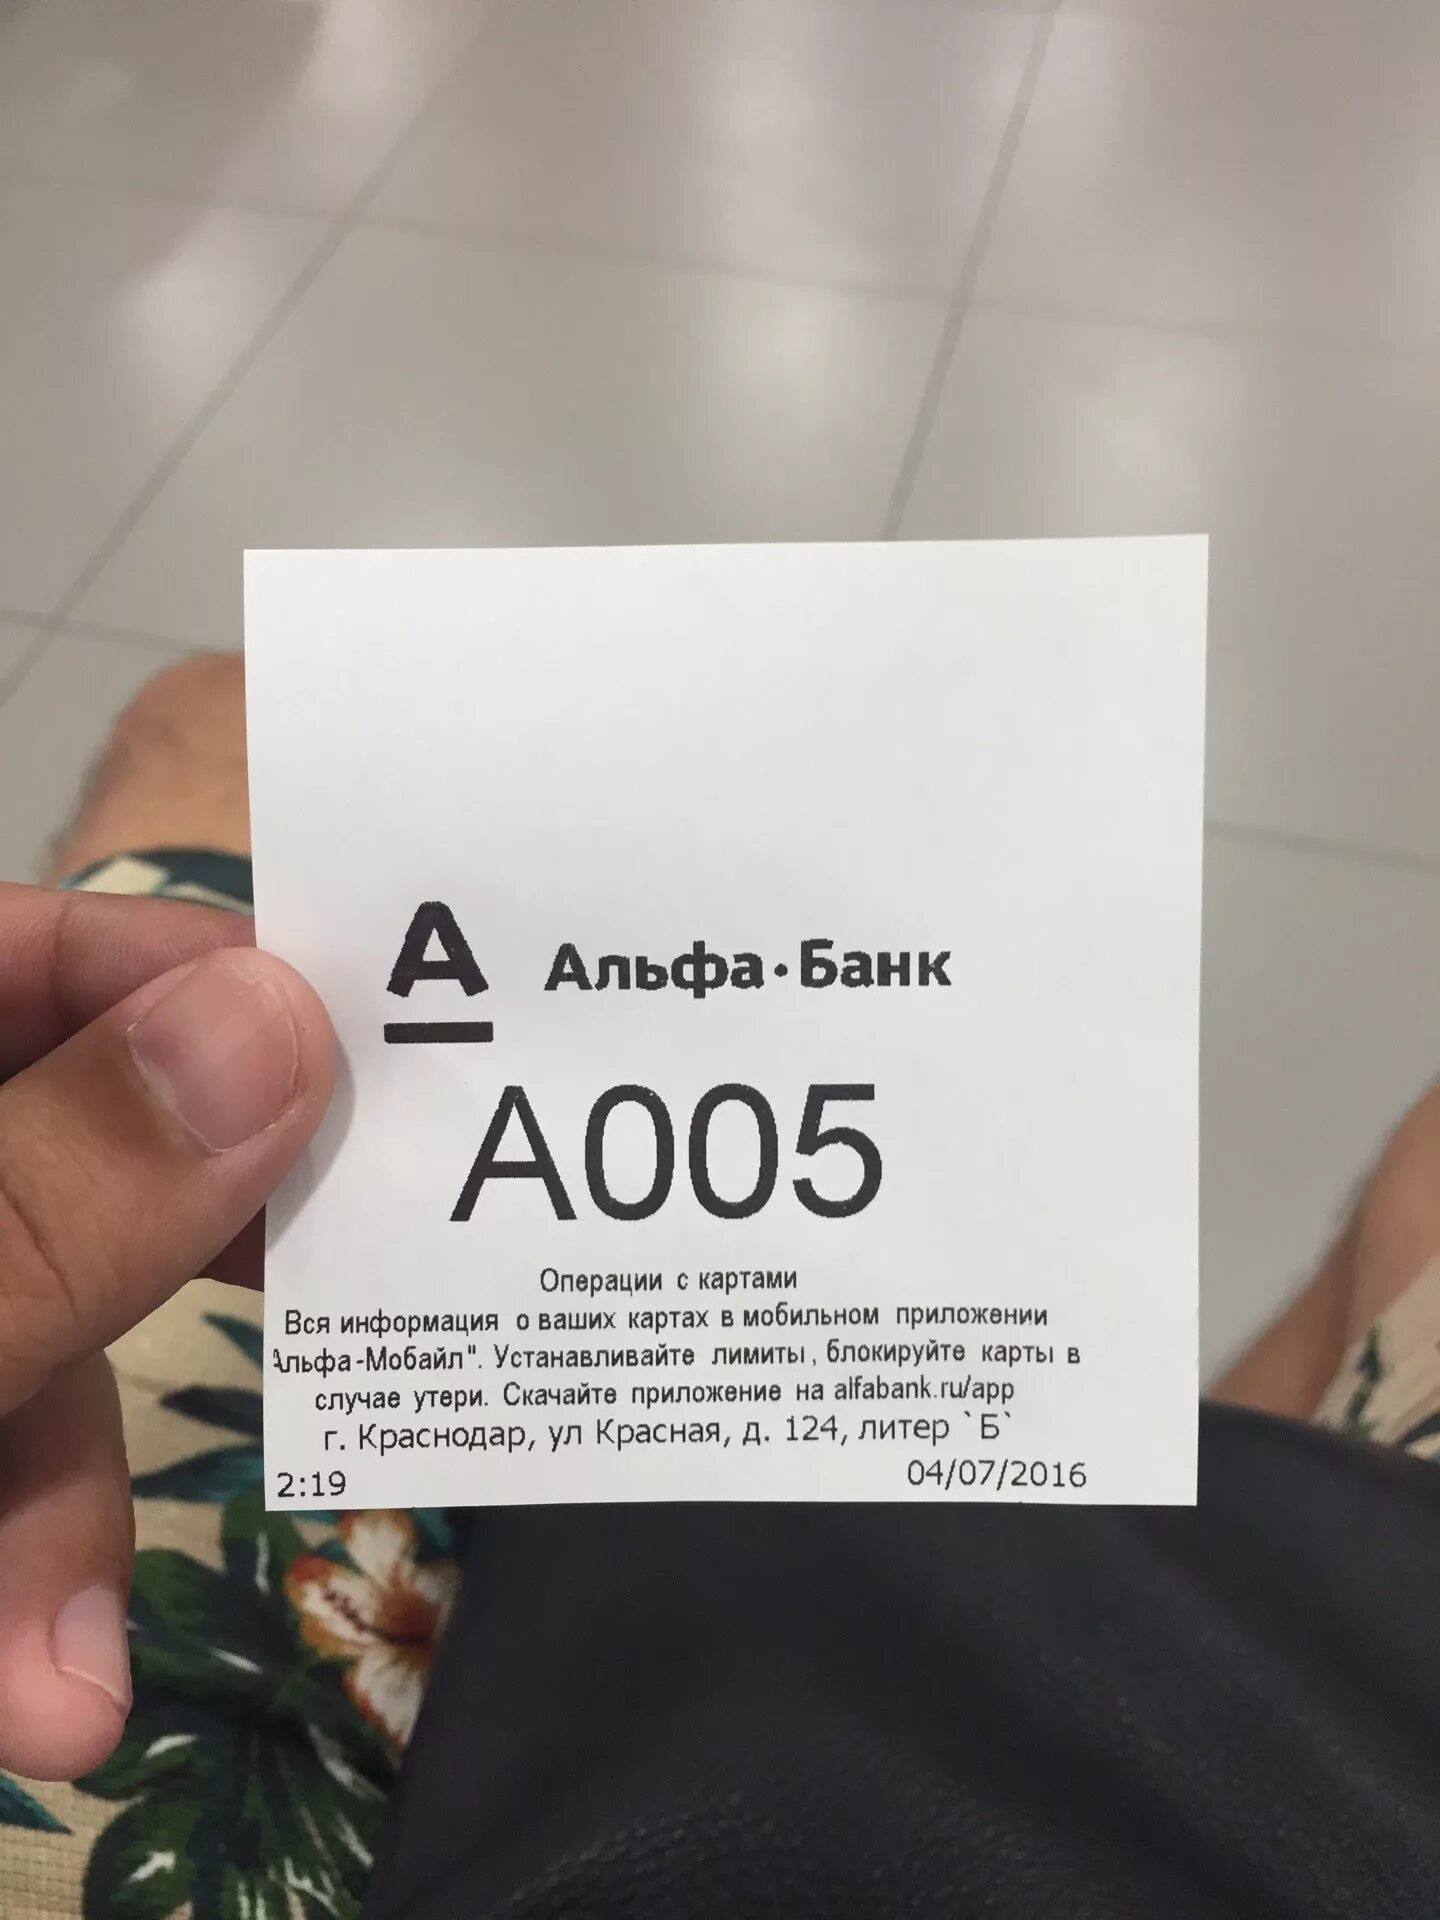 А Альфа·Банк
А005
Операции с картами
Вся информация о ваших картах в мобильном приложении
Альфа-Мобайл". Устанавливайте лимиты, блокируйте карты в
случае утери. Скачайте приложение на alfabank.ru/app
г. Краснодар, ул Красная, д. 124, литер `Б`
2:19 04/07/2016